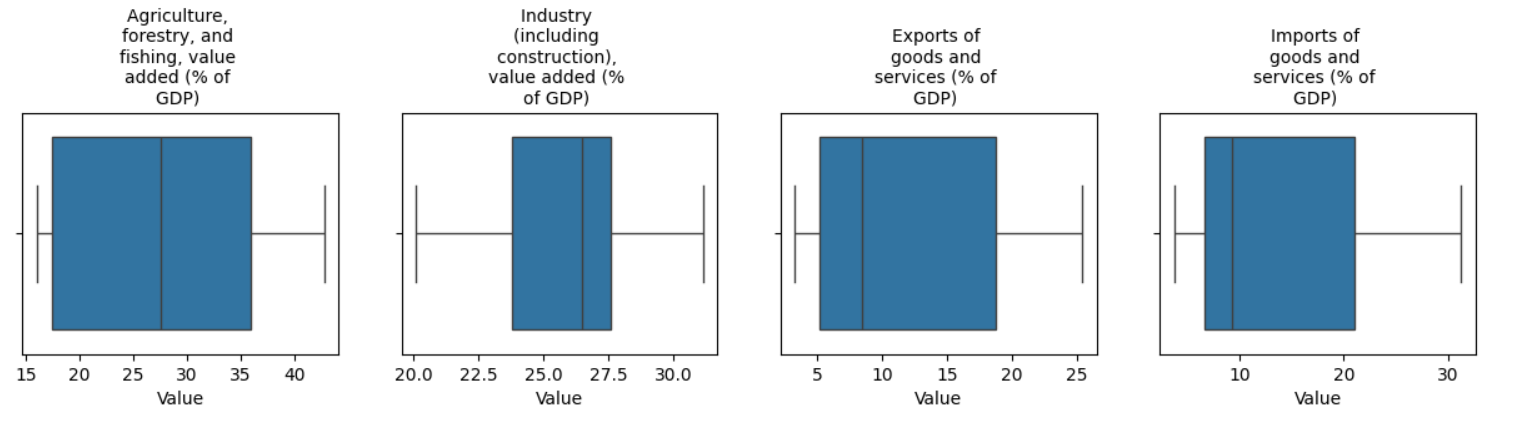 Agriculture,
forestry, and
fishing, value
added (% of
GDP)
15 20 25 30 35 40
Value
Industry
(including
construction),
value added (%
of GDP)
20.0 22.5 25.0 27.5 30.0
Value
Exports of
goods and
services (% of
GDP)
5 10 15 20 25
Value
Imports of
goods and
services (% of
GDP)
10 20 30
Value